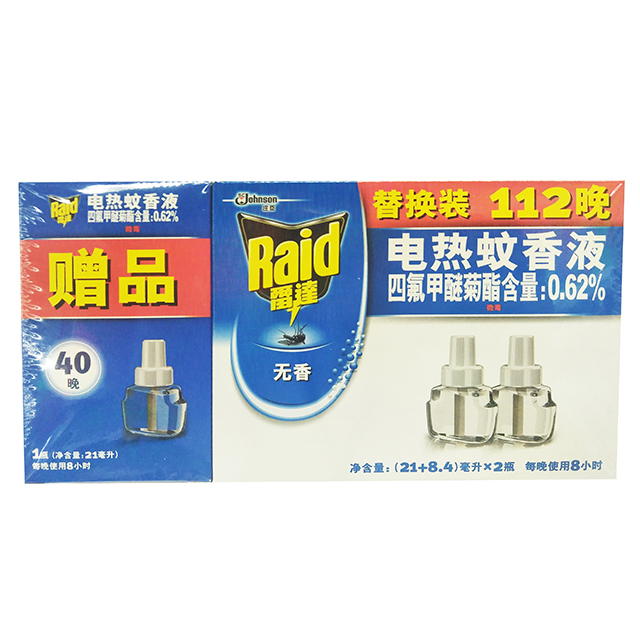 Raid
雷達
电热蚊香液
四氟甲醚菊酯含量:0.62%
微毒
赠品
40
晚
1瓶(净含量:21毫升)
每晚使用8小时
Johnson
庄臣
Raid
雷達
无香
替换装 112晚
电热蚊香液
四氟甲醚菊酯含量:0.62%
微毒
净含量:(21+8.4)毫升×2瓶 每晚使用8小时